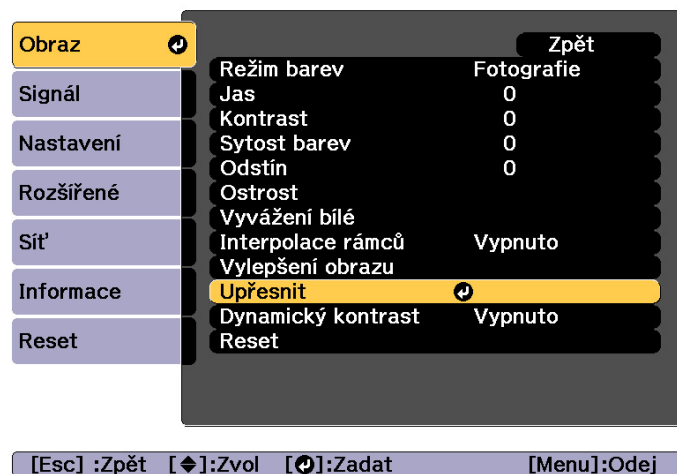 Obraz
Signál
Nastavení
Rozšířené
Síť
Informace
Reset
Zpět
Režim barev Fotografie
Jas 0
Kontrast 0
Sytost barev 0
Odstín 0
Ostrost
Vyvážení bílé
Interpolace rámců Vypnuto
Vylepšení obrazu
Upřesnit
Dynamický kontrast Vypnuto
Reset
[Esc] :Zpět [◆]:Zvol [↵]:Zadat [Menu]:Odej